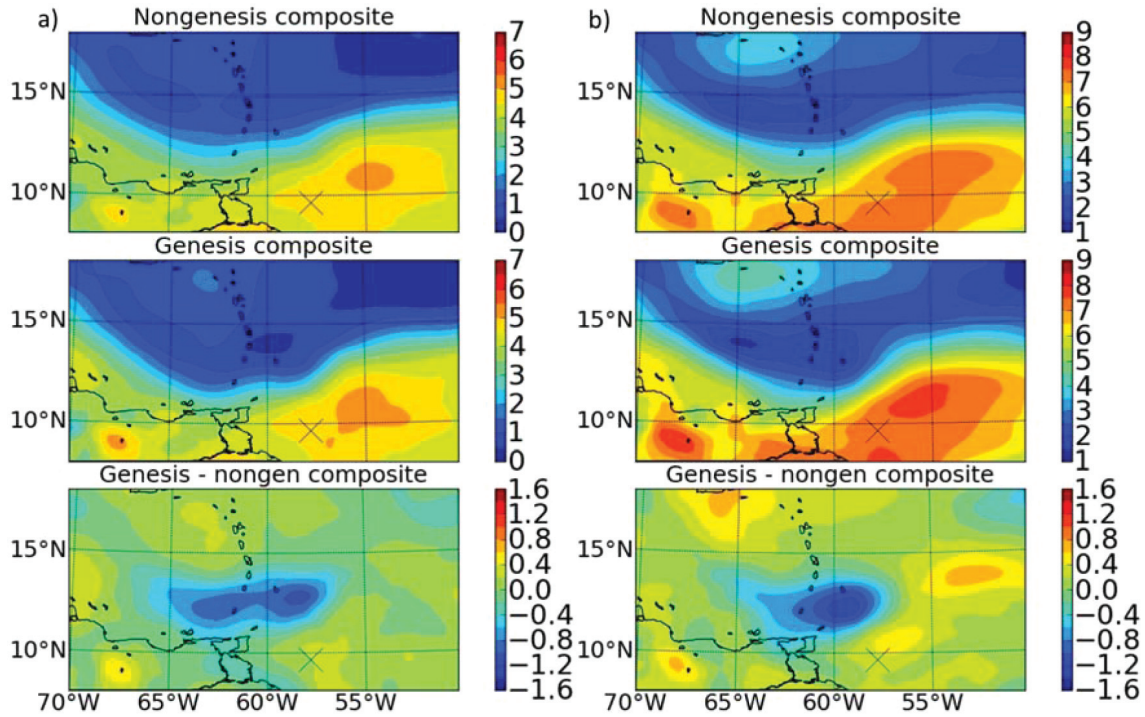 a)
Nongenesis composite
15°N
10°N
7
6
5
4
3
2
1
0
Genesis composite
15°N
10°N
7
6
5
4
3
2
1
0
Genesis - nongen composite
15°N
10°N
70°W 65°W 60°W 55°W
1.6
1.2
0.8
0.4
0.0
−0.4
−0.8
−1.2
−1.6
b)
Nongenesis composite
15°N
10°N
9
8
7
6
5
4
3
2
1
Genesis composite
15°N
10°N
9
8
7
6
5
4
3
2
1
Genesis - nongen composite
15°N
10°N
70°W 65°W 60°W 55°W
1.6
1.2
0.8
0.4
0.0
−0.4
−0.8
−1.2
−1.6